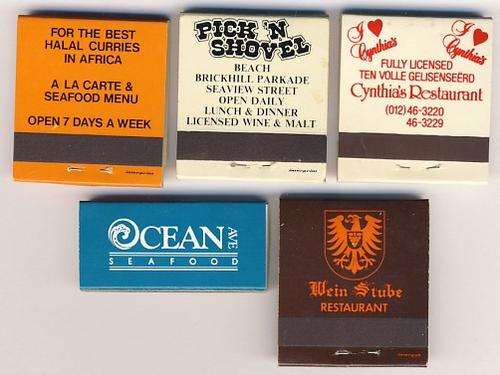 FOR THE BEST
HALAL CURRIES
IN AFRICA
A LA CARTE &
SEAFOOD MENU
OPEN 7 DAYS A WEEK
PICK 'N
SHOVEL
BEACH
BRICKHILL PARKADE
SEAVIEW STREET
OPEN DAILY
LUNCH & DINNER
LICENSED WINE & MALT
I
Cynthia's
I
Cynthia's
FULLY LICENSED
TEN VOLLE GELISENSEËRD
Cynthia's Restaurant
(012) 46-3220
46-3229
OCEAN AVE
SEAFOOD
Wein Stube
RESTAURANT